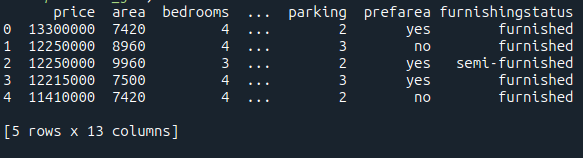 price area bedrooms ... parking prefarea furnishingstatus
0 13300000 7420 4 ... 2 yes furnished
1 12250000 8960 4 ... 3 no furnished
2 12250000 9960 3 ... 2 yes semi-furnished
3 12215000 7500 4 ... 3 yes furnished
4 11410000 7420 4 ... 2 no furnished
[5 rows x 13 columns]